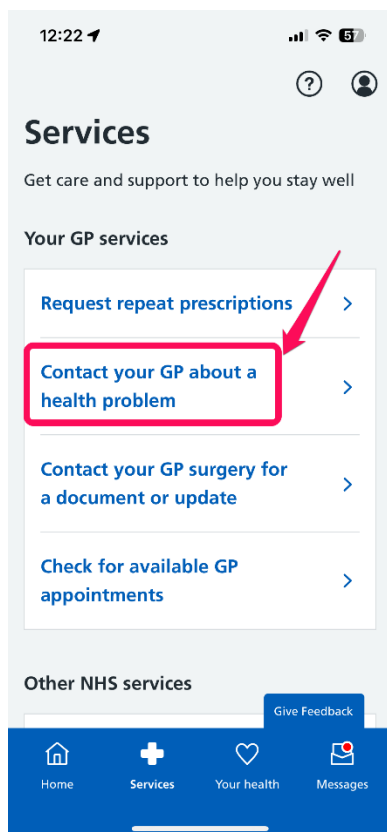 12:22
57
Services
Get care and support to help you stay well
Your GP services
Request repeat prescriptions
Contact your GP about a
health problem
Contact your GP surgery for
a document or update
Check for available GP
appointments
Other NHS services
Give Feedback
Home
Services
Your health
Messages